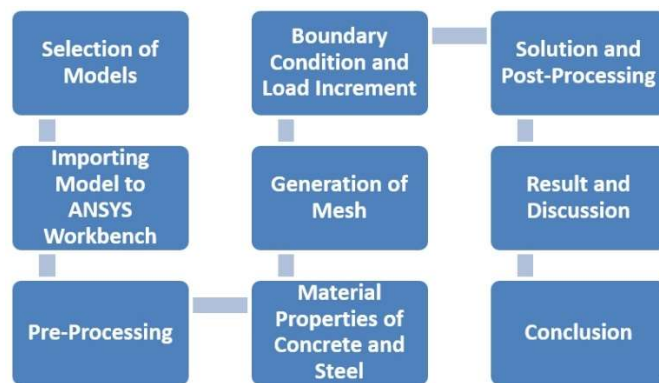 Selection of
Models
Importing
Model to
ANSYS
Workbench
Pre-Processing
Material
Properties of
Concrete and
Steel
Generation of
Mesh
Boundary
Condition and
Load Increment
Solution and
Post-Processing
Result and
Discussion
Conclusion